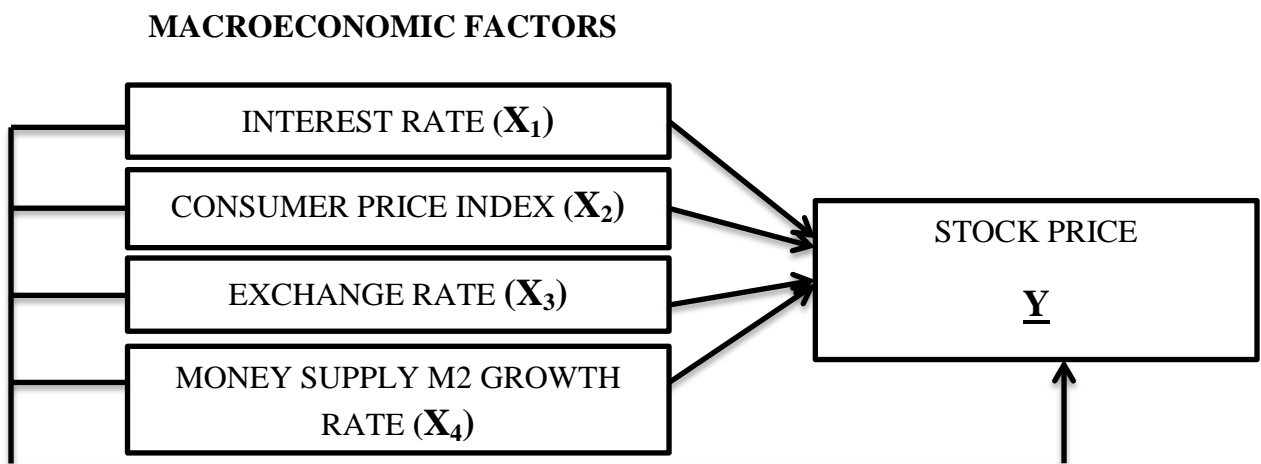 MACROECONOMIC FACTORS
INTEREST RATE (X₁)
CONSUMER PRICE INDEX (X₂)
EXCHANGE RATE (X₃)
MONEY SUPPLY M2 GROWTH
RATE (X₄)
STOCK PRICE
Y